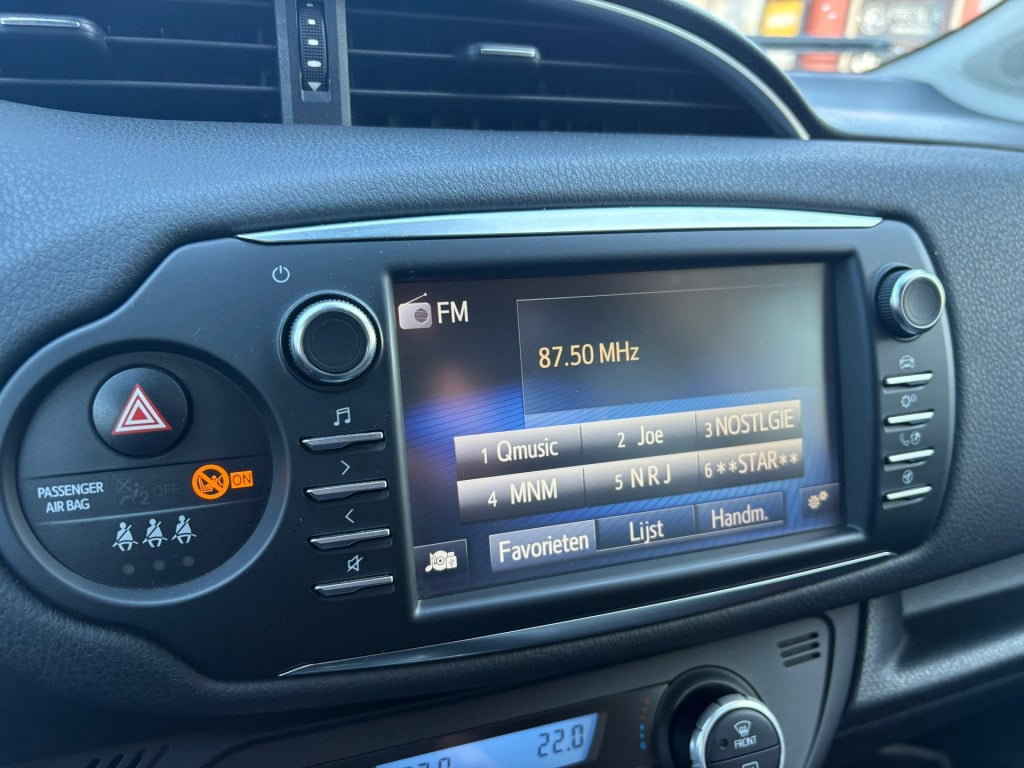 FM
87.50 MHz
1 Qmusic
2 Joe
3 NOSTLGIE
4 MNM
5 N R J
6 **STAR**
Favorieten
Lijst
Handm.
PASSENGER
AIR BAG
OFF
ON
22.0
FRONT